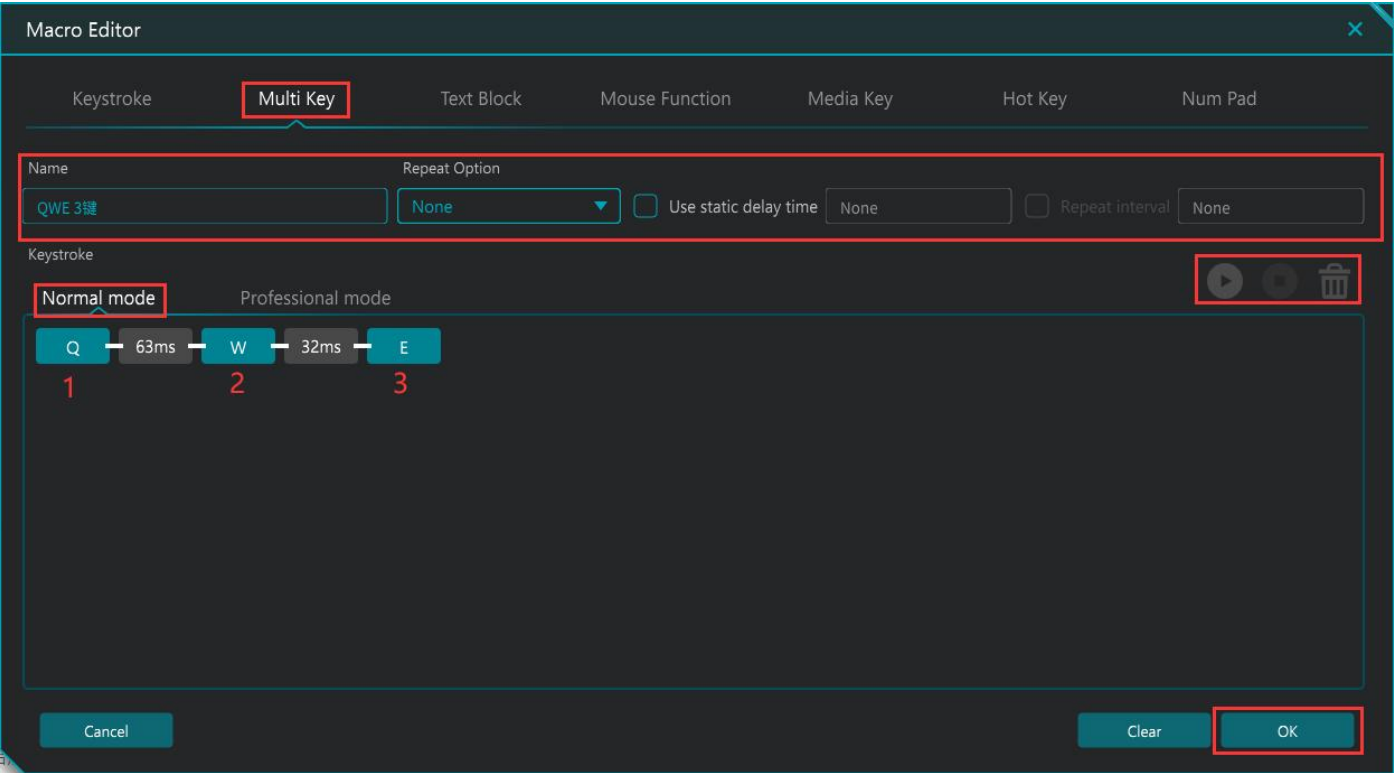 Macro Editor
Keystroke Multi Key Text Block Mouse Function Media Key Hot Key Num Pad
Name Repeat Option
QWE 3键 None Use static delay time None Repeat interval None
Keystroke
Normal mode Professional mode
Q 63ms W 32ms E
1 2 3
Cancel Clear OK